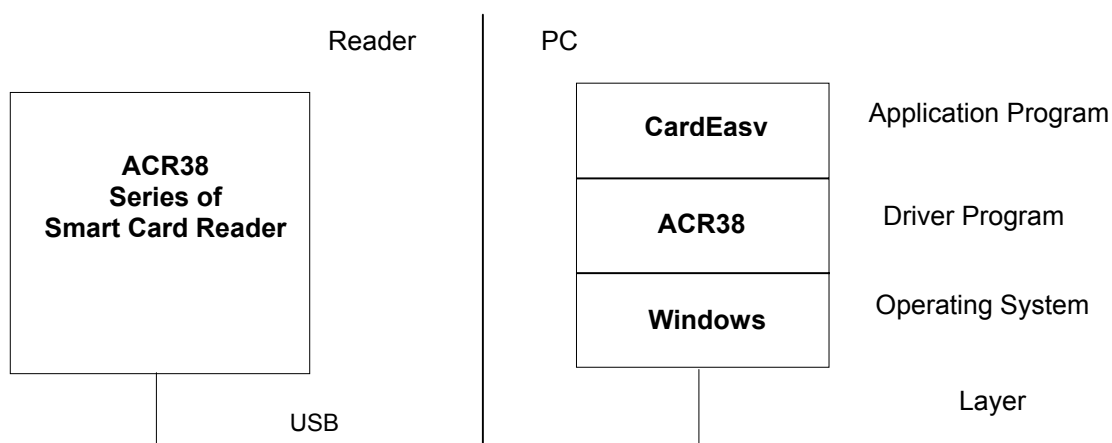 Reader
PC
ACR38
Series of
Smart Card Reader
USB
CardEasv
Application Program
ACR38
Driver Program
Windows
Operating System
Layer